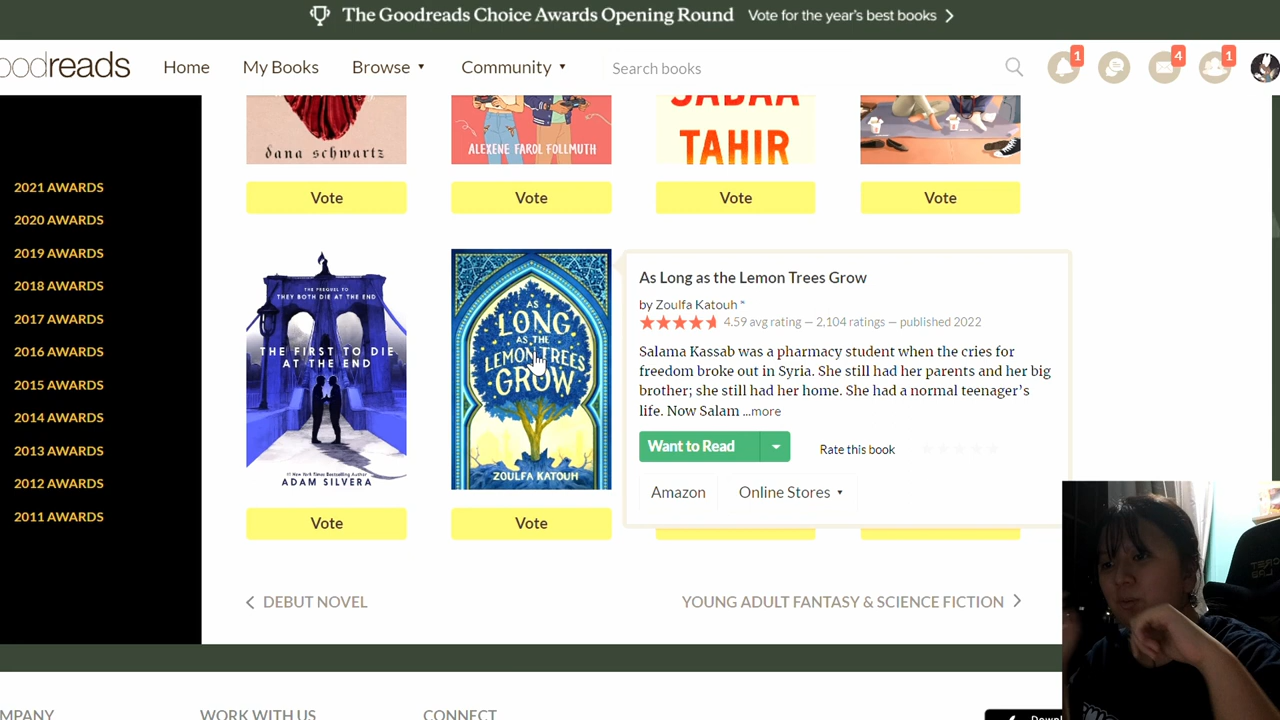 The Goodreads Choice Awards Opening Round Vote for the year's best books
oodreads Home My Books Browse Community Search books 1 4 1
dana schwartz
ALEXENE FAROL FOLLMUTH
SABAA
TAHIR
Vote Vote Vote Vote
2021 AWARDS
2020 AWARDS
2019 AWARDS
2018 AWARDS
2017 AWARDS
2016 AWARDS
2015 AWARDS
2014 AWARDS
2013 AWARDS
2012 AWARDS
2011 AWARDS
THE PREQUEL TO
THEY BOTH DIE AT THE END
THE FIRST TO DIE
AT THE END
#1 New York Times Bestselling Author
ADAM SILVERA
AS
LONG
AS THE
LEMON TREES
GROW
ZOULFA KATOUH
As Long as the Lemon Trees Grow
by Zoulfa Katouh *
4.59 avg rating — 2,104 ratings — published 2022
Salama Kassab was a pharmacy student when the cries for
freedom broke out in Syria. She still had her parents and her big
brother; she still had her home. She had a normal teenager's
life. Now Salam ...more
Want to Read Rate this book
Amazon Online Stores
Vote Vote
DEBUT NOVEL YOUNG ADULT FANTASY & SCIENCE FICTION
MPANY WORK WITH US CONNECT